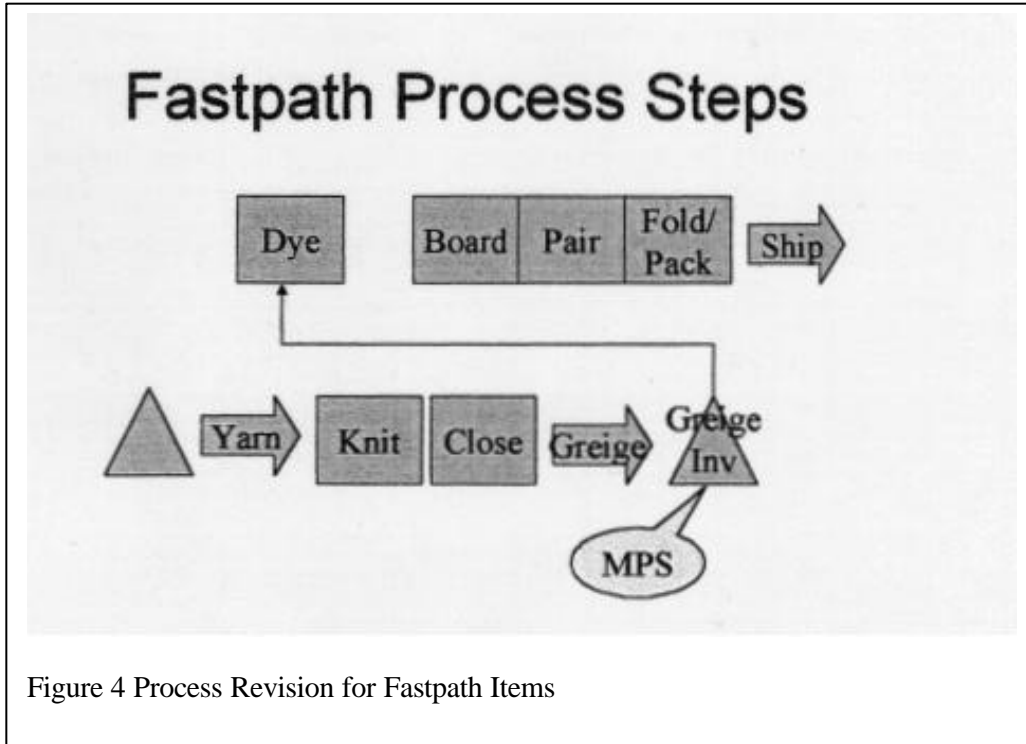 Fastpath Process Steps
Dye
Board
Pair
Fold/
Pack
Ship
Yarn
Knit
Close
Greige
Greige
Inv
MPS
Figure 4 Process Revision for Fastpath Items